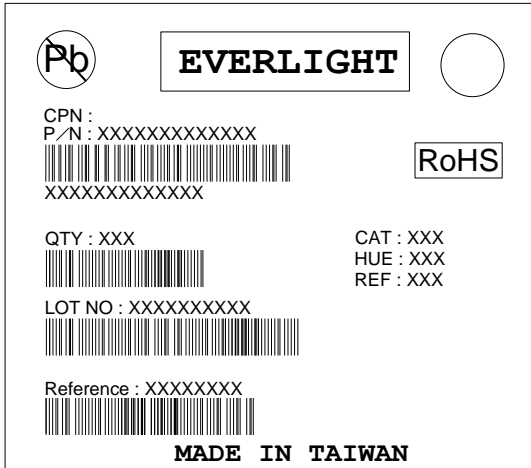 Pb
EVERLIGHT
CPN :
P/N : XXXXXXXXXXXXX
XXXXXXXXXXXXX
RoHS
QTY : XXX
CAT : XXX
HUE : XXX
REF : XXX
LOT NO : XXXXXXXXXX
Reference : XXXXXXXX
MADE IN TAIWAN